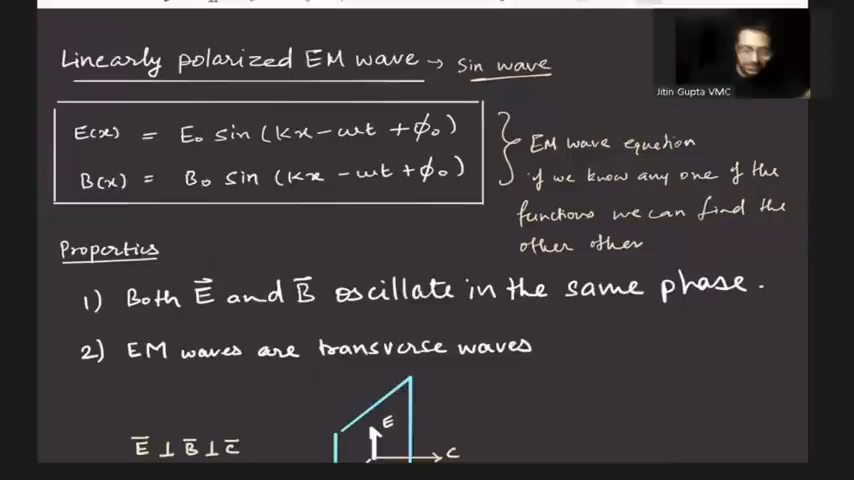 Linearly polarized EM wave → sin wave
E(x) = E₀ sin (kx - ωt + φ₀)
B(x) = B₀ sin (kx - ωt + φ₀)
EM wave equetion
if we know any one of the
functions we can find the
other other
Properties
1) Both E⃗ and B⃗ oscillate in the same phase.
2) EM waves are transverse waves
E
C
E̅ ⊥ B̅ ⊥ C̅
Jitin Gupta VMC